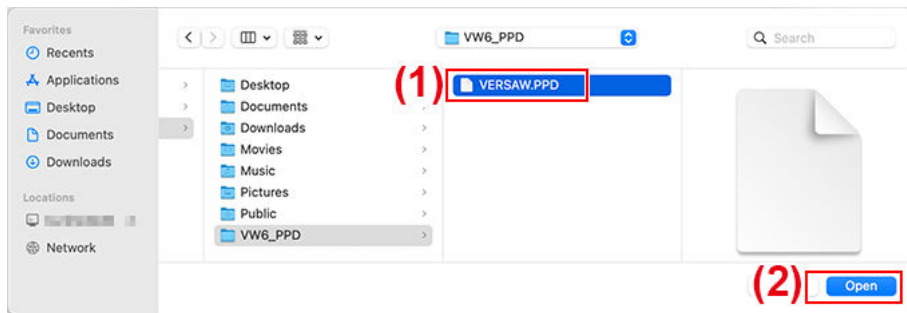 Favorites
Recents
Applications
Desktop
Documents
Downloads
Locations
Network
VW6_PPD
Search
Desktop
Documents
Downloads
Movies
Music
Pictures
Public
VW6_PPD
(1)
VERSAW.PPD
(2)
Open